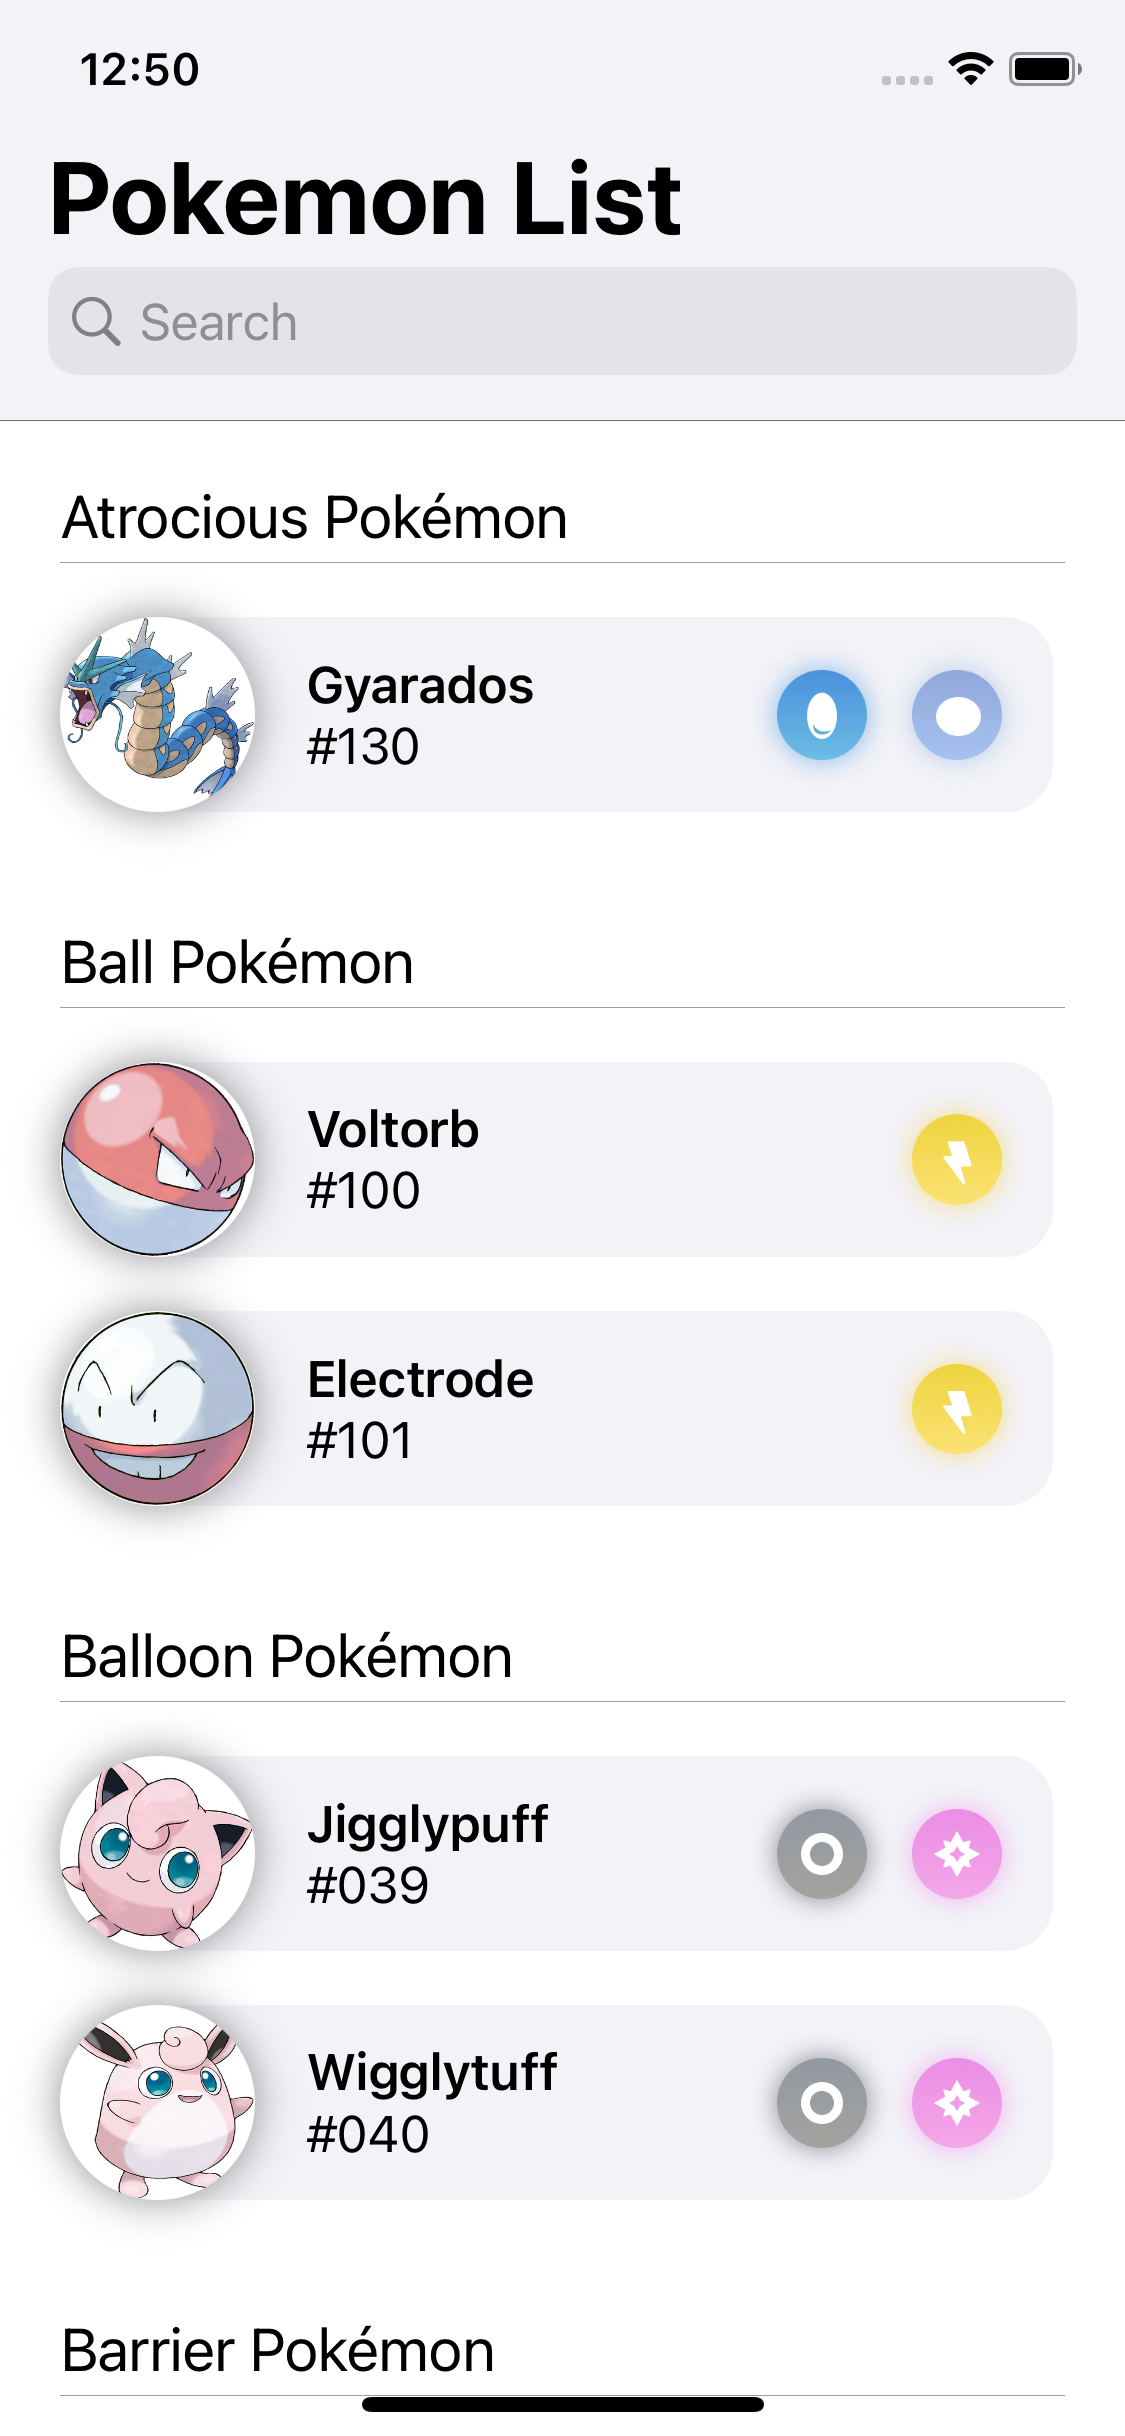 12:50
Pokemon List
Search
Atrocious Pokémon
Gyarados
#130
Ball Pokémon
Voltorb
#100
Electrode
#101
Balloon Pokémon
Jigglypuff
#039
Wigglytuff
#040
Barrier Pokémon